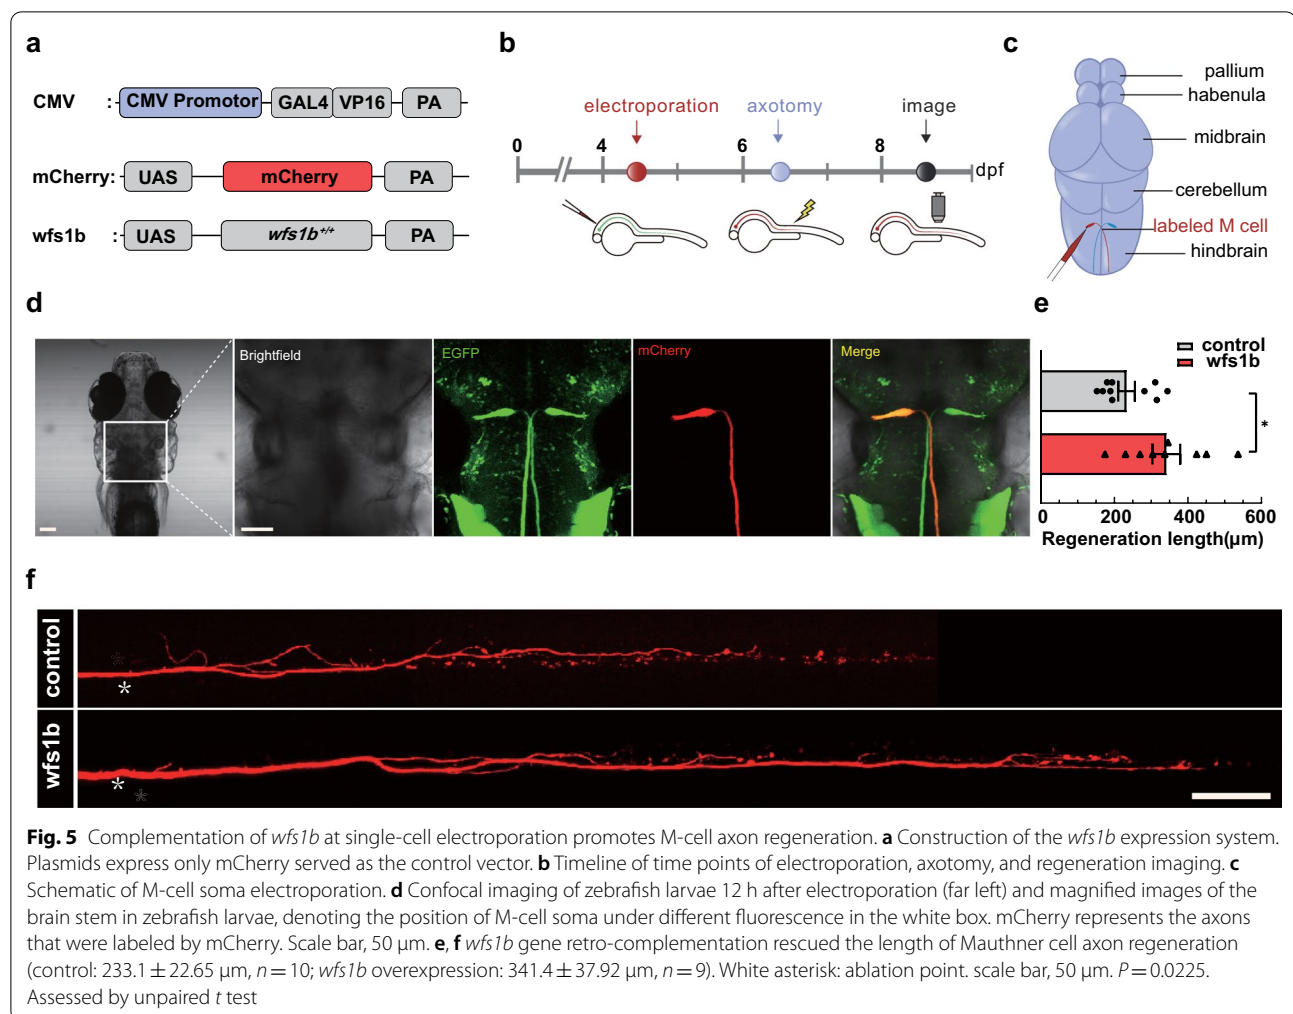 a
CMV : CMV Promotor GAL4 VP16 PA
mCherry: UAS mCherry PA
wfs1b : UAS wfs1b+/+ PA
b
electroporation axotomy image
0 4 6 8 dpf
c
pallium
habenula
midbrain
cerebellum
labeled M cell
hindbrain
d
Brightfield EGFP mCherry Merge
e
control
wfs1b
*
0 200 400 600
Regeneration length(μm)
f
control
*
wfs1b
*
Fig. 5 Complementation of wfs1b at single-cell electroporation promotes M-cell axon regeneration. a Construction of the wfs1b expression system.
Plasmids express only mCherry served as the control vector. b Timeline of time points of electroporation, axotomy, and regeneration imaging. c
Schematic of M-cell soma electroporation. d Confocal imaging of zebrafish larvae 12 h after electroporation (far left) and magnified images of the
brain stem in zebrafish larvae, denoting the position of M-cell soma under different fluorescence in the white box. mCherry represents the axons
that were labeled by mCherry. Scale bar, 50 μm. e, f wfs1b gene retro-complementation rescued the length of Mauthner cell axon regeneration
(control: 233.1 ± 22.65 μm, n = 10; wfs1b overexpression: 341.4 ± 37.92 μm, n = 9). White asterisk: ablation point. scale bar, 50 μm. P = 0.0225.
Assessed by unpaired t test